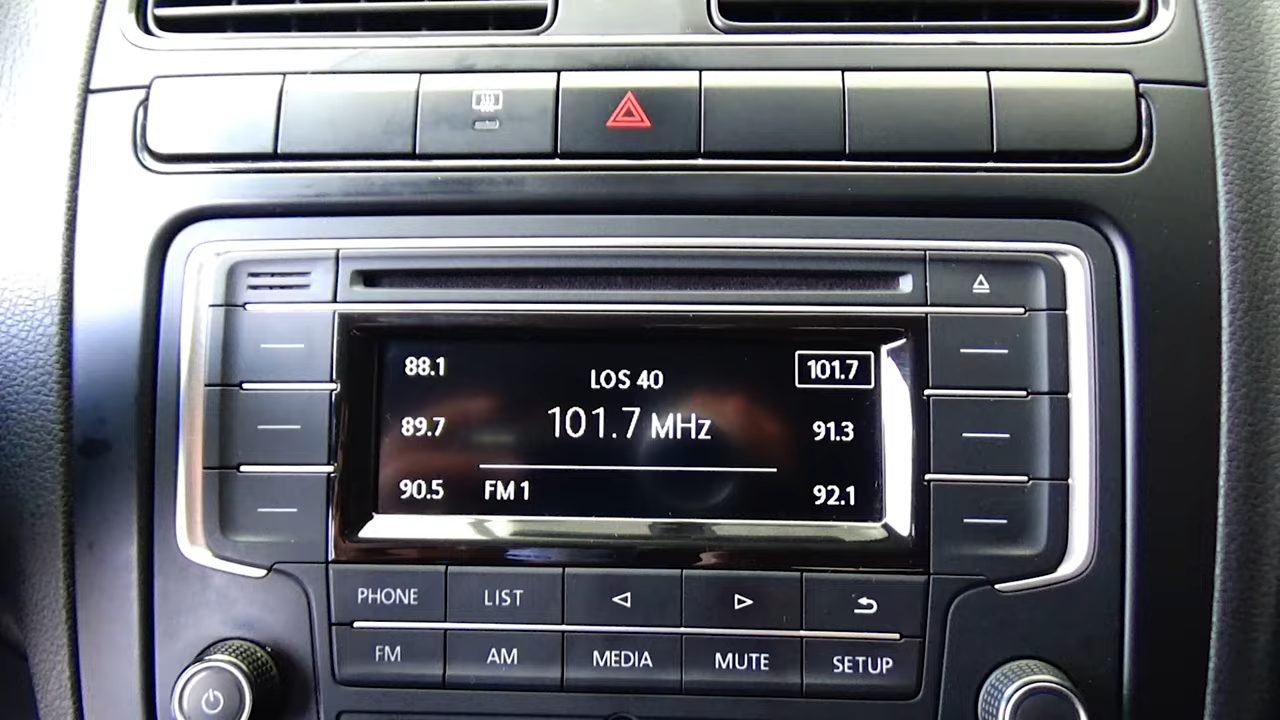 88.1
LOS 40
101.7
89.7
101.7 MHz
91.3
90.5
FM 1
92.1
PHONE
LIST
FM
AM
MEDIA
MUTE
SETUP